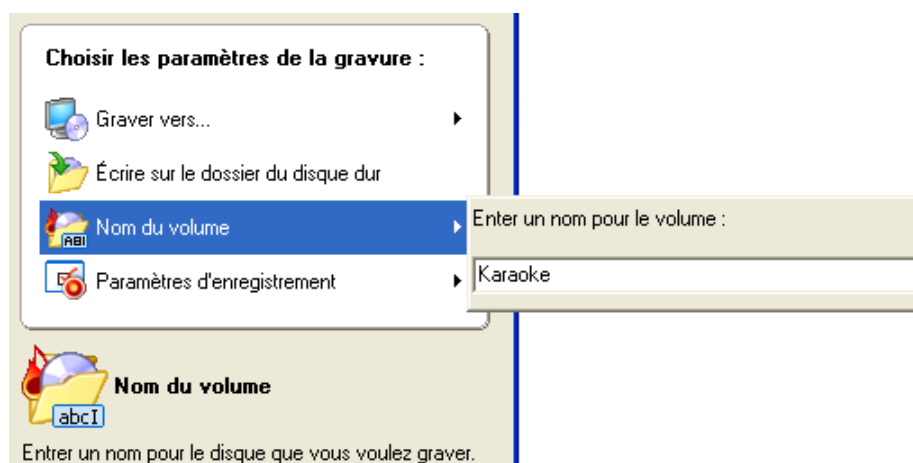 Choisir les paramètres de la gravure :
Graver vers...
Écrire sur le dossier du disque dur
Nom du volume
Enter un nom pour le volume :
Karaoke
Paramètres d'enregistrement
Nom du volume
Entrer un nom pour le disque que vous voulez graver.
ABI
abcI